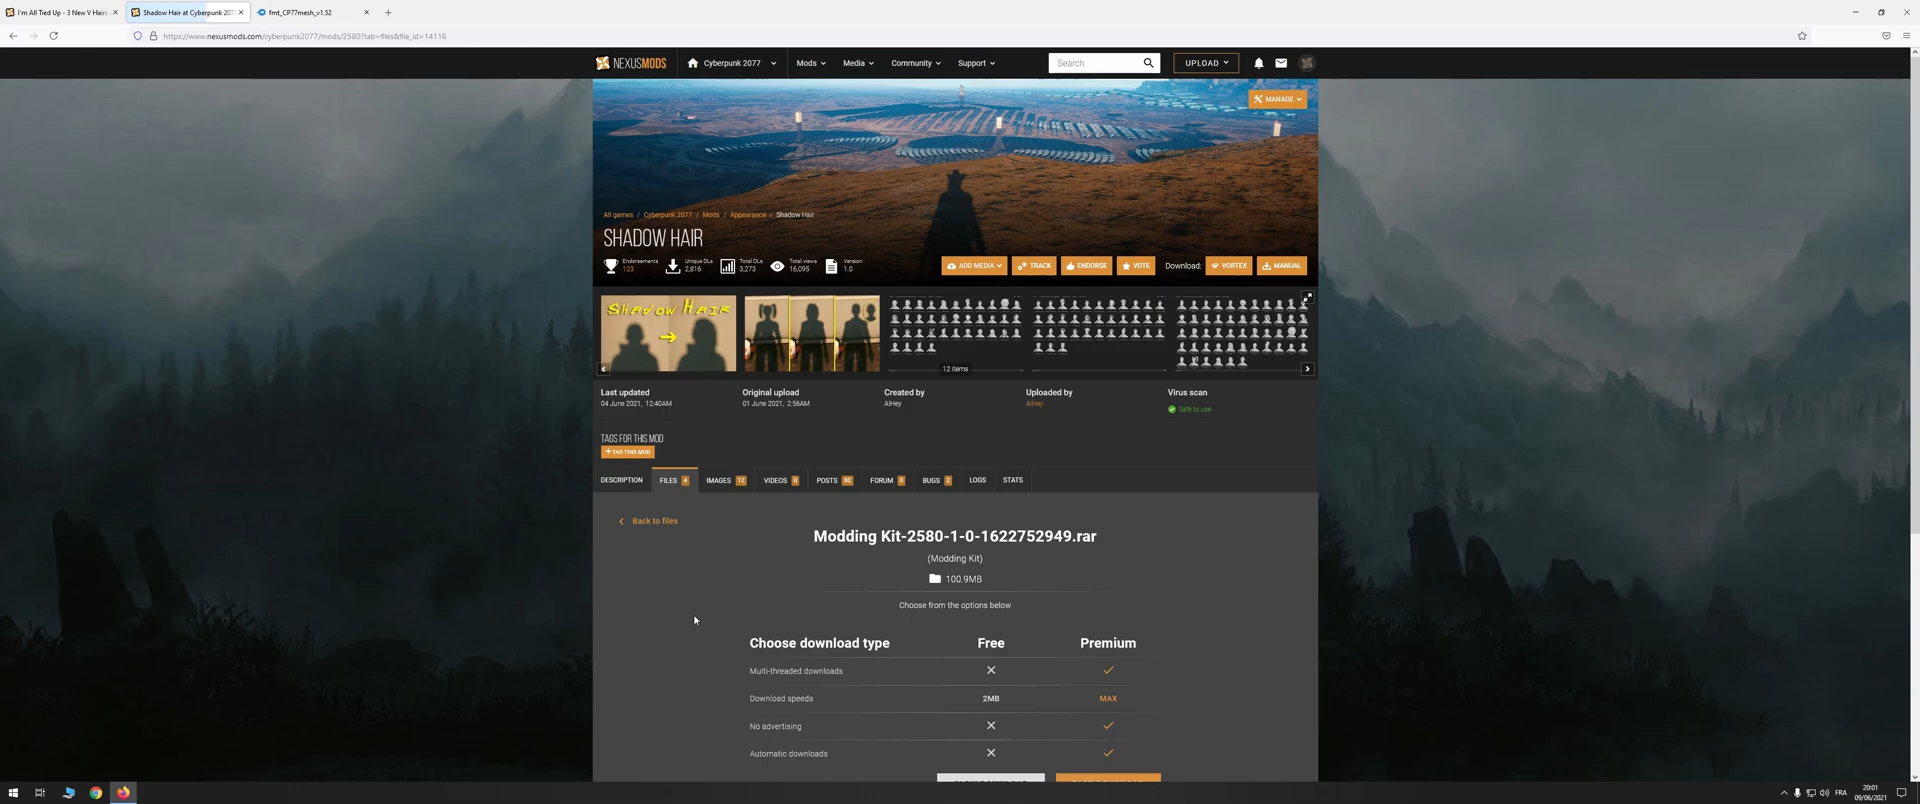 I'm All Tied Up - 3 New V Hairs
Shadow Hair at Cyberpunk 207
fmt_CP77mesh_v1.52
https://www.nexusmods.com/cyberpunk2077/mods/2580?tab=files&file_id=14116
NEXUSMODS
Cyberpunk 2077
Mods
Media
Community
Support
Search
UPLOAD
MANAGE
All games / Cyberpunk 2077 / Mods / Appearance / Shadow Hair
SHADOW HAIR
Endorsements
123
Unique DLs
2,816
Total DLs
3,273
Total views
16,095
Version
1.0
ADD MEDIA
TRACK
ENDORSE
VOTE
Download:
VORTEX
MANUAL
SHADOW HAIR
12 items
Last updated
04 June 2021, 12:40AM
Original upload
01 June 2021, 2:56AM
Created by
AlHey
Uploaded by
AlHey
Virus scan
Safe to use
TAGS FOR THIS MOD
+ TAG THIS MOD
DESCRIPTION
FILES 4
IMAGES 12
VIDEOS 0
POSTS 80
FORUM 0
BUGS 2
LOGS
STATS
Back to files
Modding Kit-2580-1-0-1622752949.rar
(Modding Kit)
100.9MB
Choose from the options below
Choose download type Free Premium
Multi-threaded downloads
Download speeds 2MB MAX
No advertising
Automatic downloads
FRA
20:01
09/06/2021